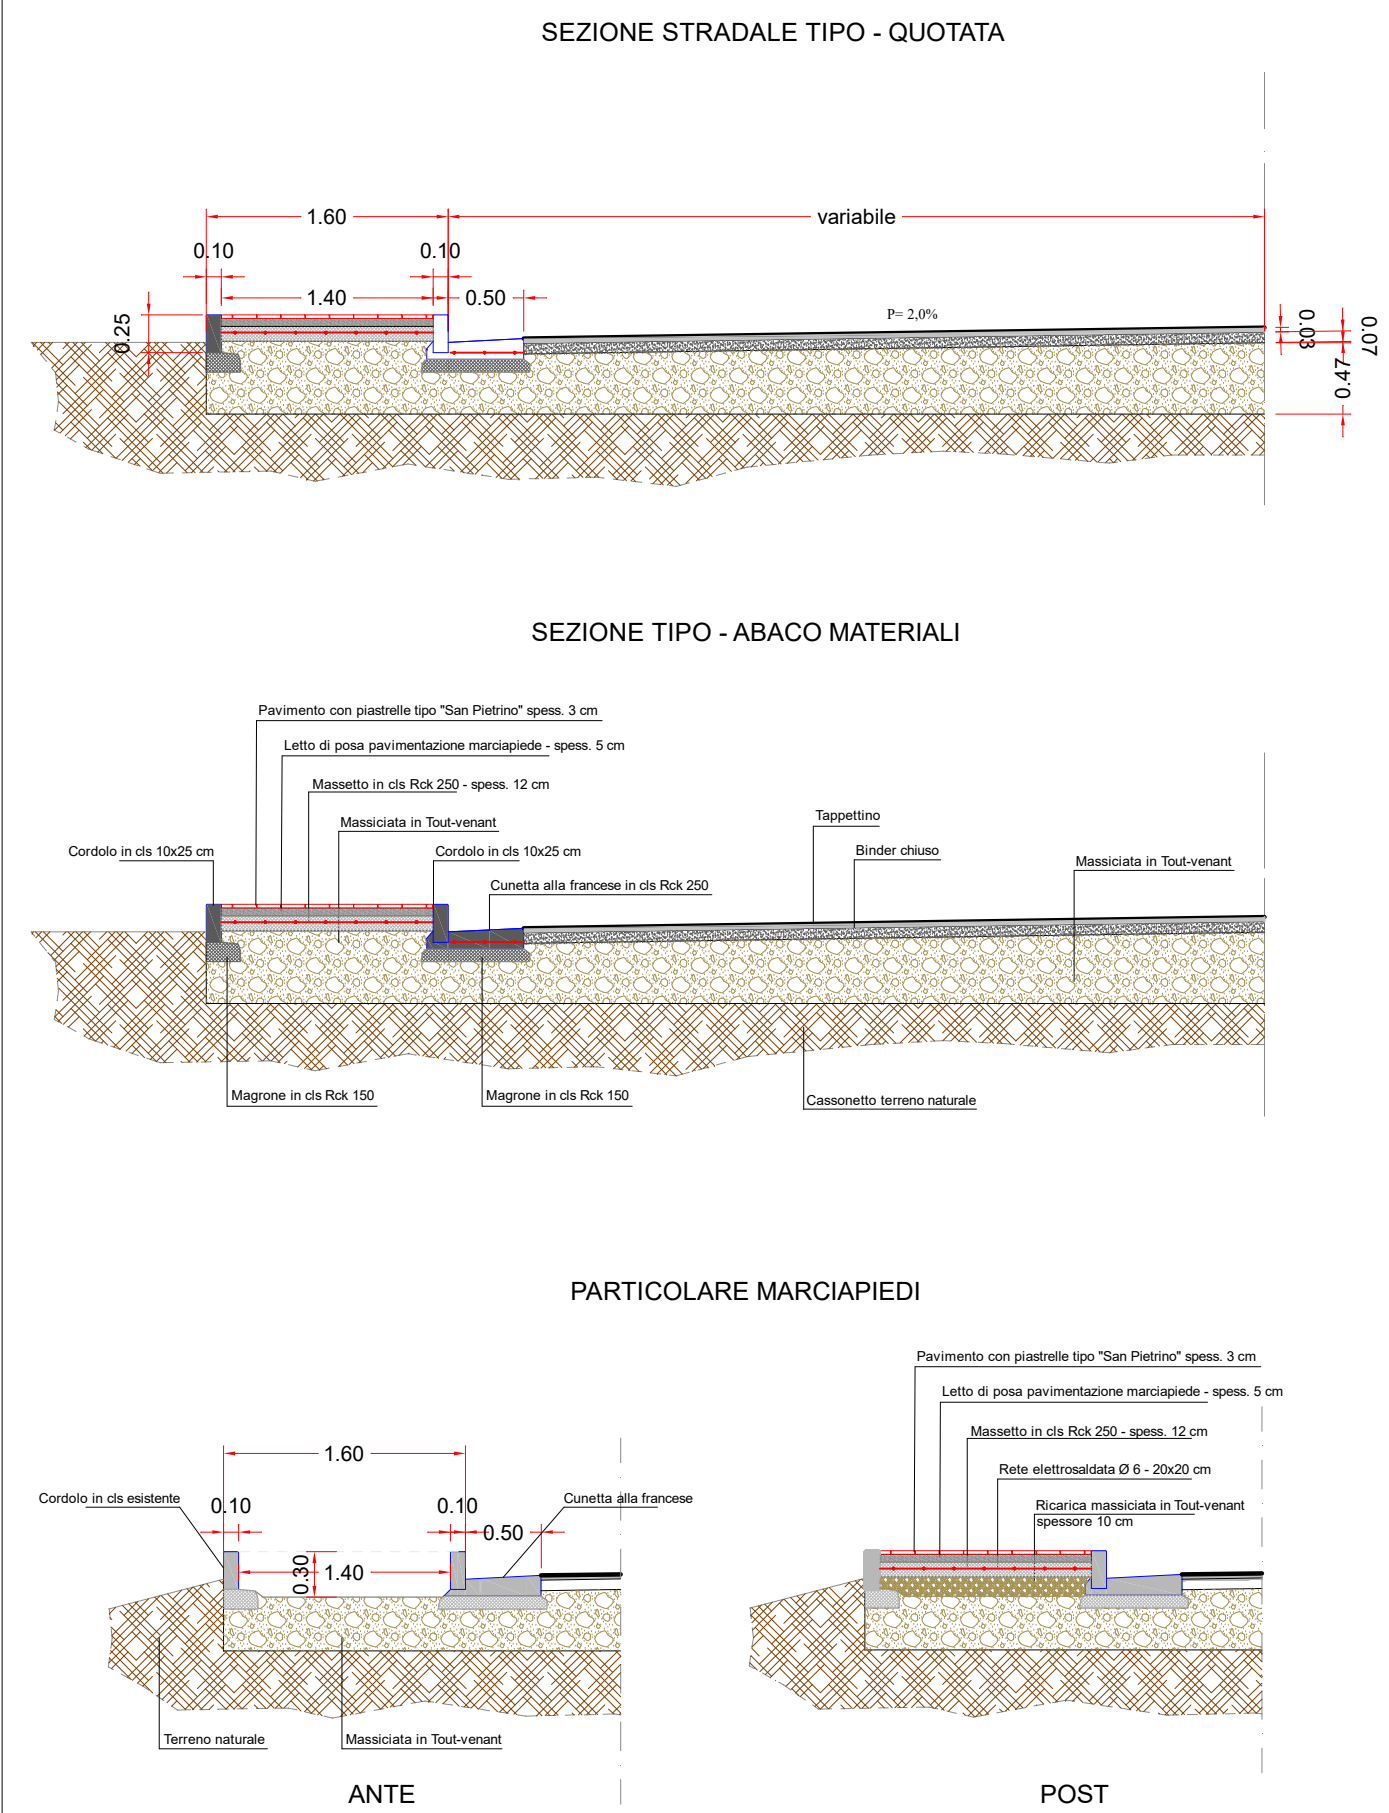 SEZIONE STRADALE TIPO - QUOTATA
1.60
variabile
0.10
0.10
1.40
0.50
0.25
P= 2,0%
0.03
0.07
0.47
SEZIONE TIPO - ABACO MATERIALI
Pavimento con piastrelle tipo "San Pietrino" spess. 3 cm
Letto di posa pavimentazione marciapiede - spess. 5 cm
Massetto in cls Rck 250 - spess. 12 cm
Massiciata in Tout-venant
Tappettino
Cordolo in cls 10x25 cm
Cordolo in cls 10x25 cm
Binder chiuso
Massiciata in Tout-venant
Cunetta alla francese in cls Rck 250
Magrone in cls Rck 150
Magrone in cls Rck 150
Cassonetto terreno naturale
PARTICOLARE MARCIAPIEDI
1.60
Cordolo in cls esistente
0.10
0.10
Cunetta alla francese
0.50
0.30
1.40
Terreno naturale
Massiciata in Tout-venant
ANTE
Pavimento con piastrelle tipo "San Pietrino" spess. 3 cm
Letto di posa pavimentazione marciapiede - spess. 5 cm
Massetto in cls Rck 250 - spess. 12 cm
Rete elettrosaldata Ø 6 - 20x20 cm
Ricarica massiciata in Tout-venant
spessore 10 cm
POST